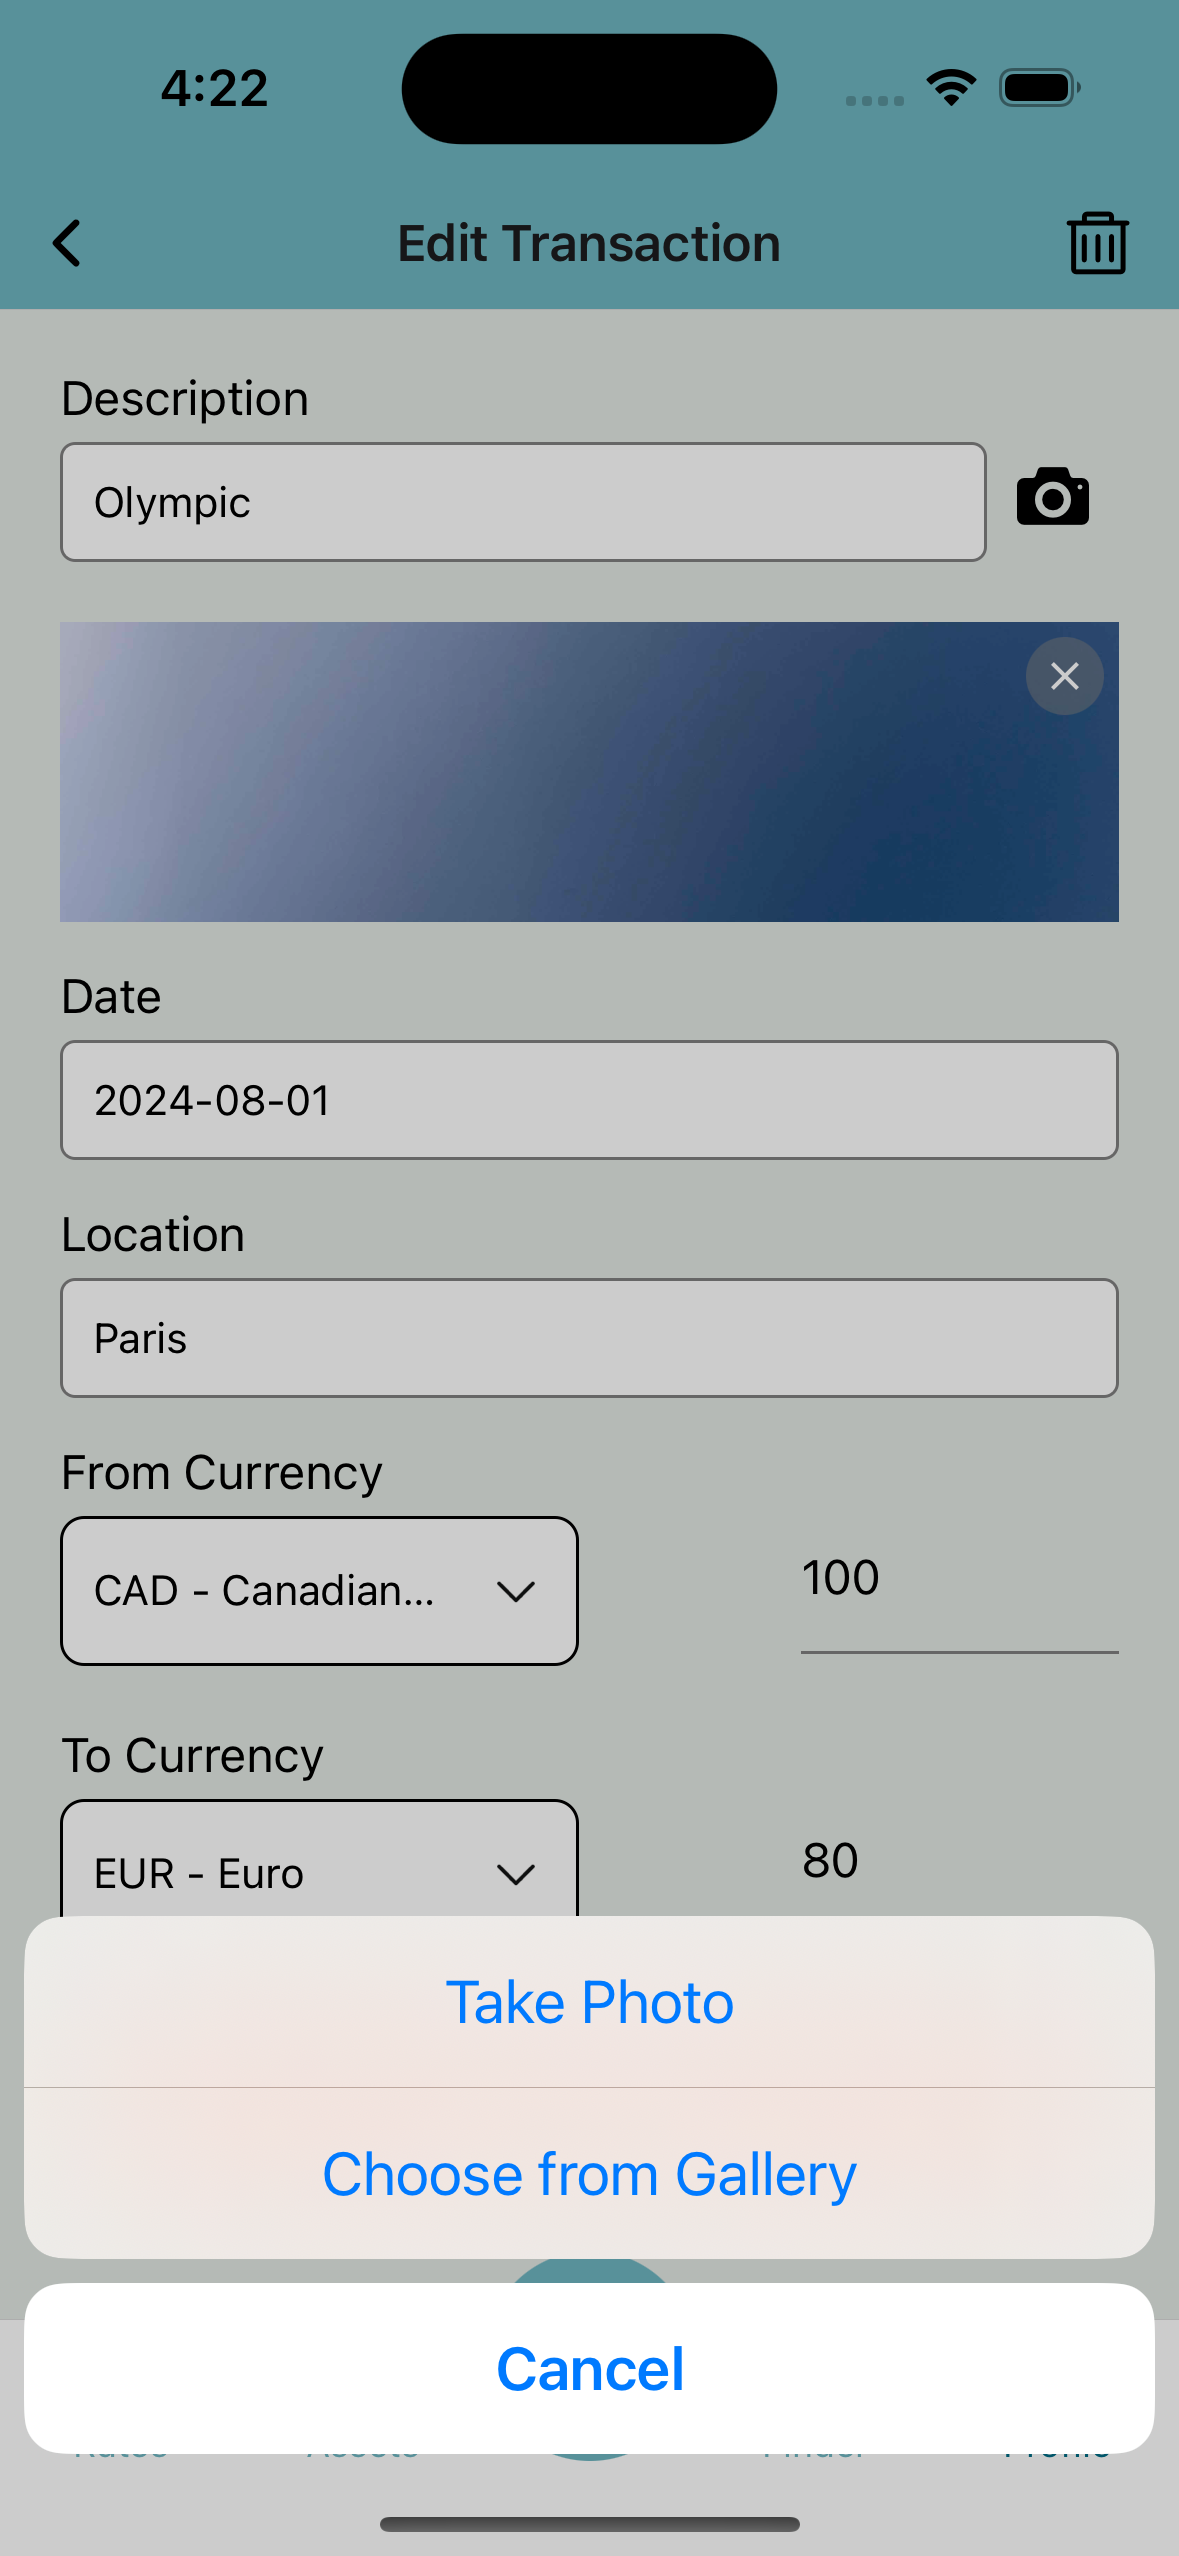 4:22
Edit Transaction
Description
Olympic
Date
2024-08-01
Location
Paris
From Currency
CAD - Canadian...
100
To Currency
EUR - Euro
80
Take Photo
Choose from Gallery
Cancel